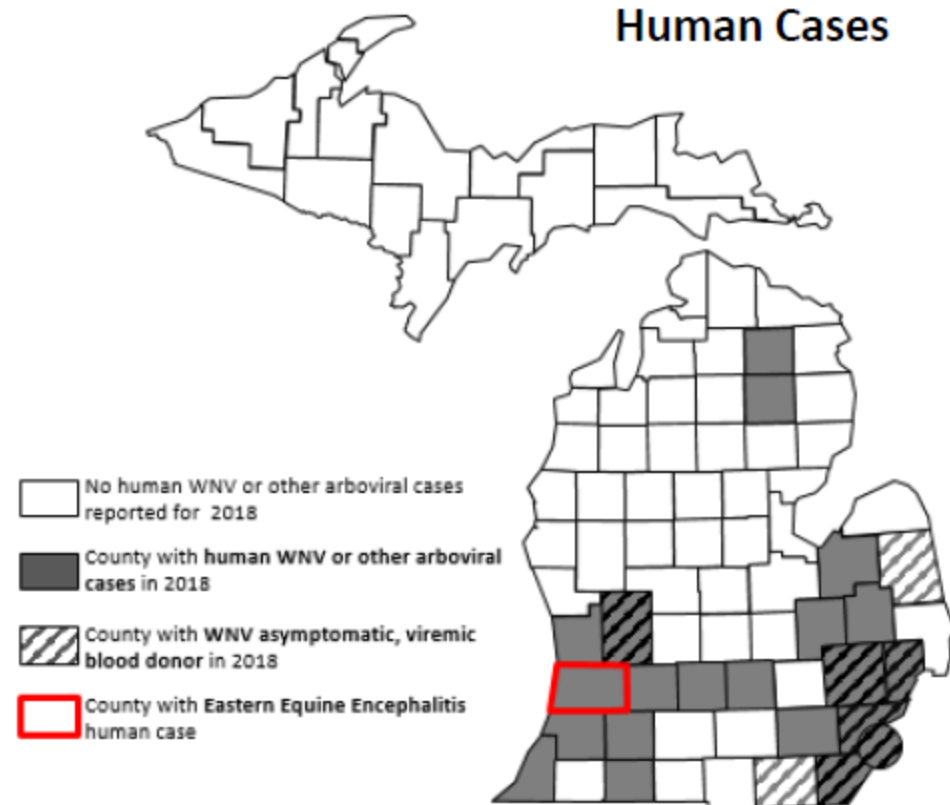 Human Cases
No human WNV or other arboviral cases
reported for 2018
County with human WNV or other arboviral
cases in 2018
County with WNV asymptomatic, viremic
blood donor in 2018
County with Eastern Equine Encephalitis
human case